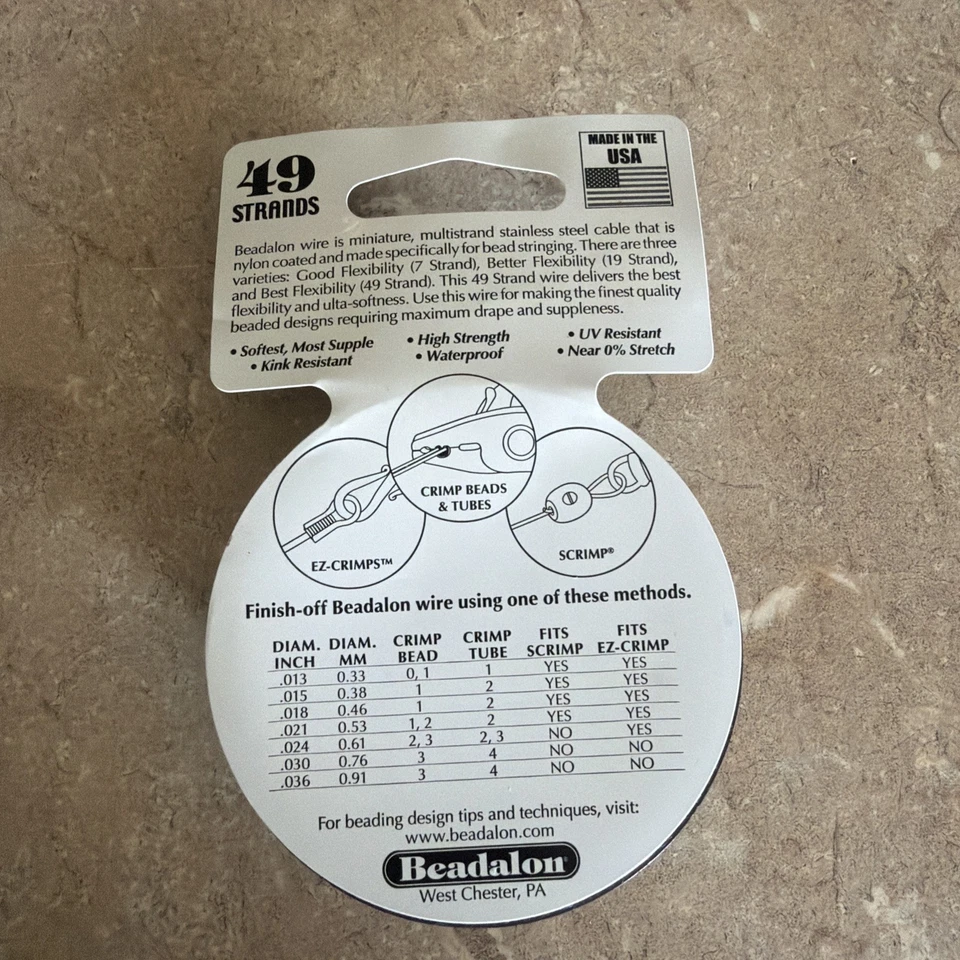 49
STRANDS
MADE IN THE
USA
Beadalon wire is miniature, multistrand stainless steel cable that is
nylon coated and made specifically for bead stringing. There are three
varieties: Good Flexibility (7 Strand), Better Flexibility (19 Strand),
and Best Flexibility (49 Strand). This 49 Strand wire delivers the best
flexibility and ulta-softness. Use this wire for making the finest quality
beaded designs requiring maximum drape and suppleness.
• Softest, Most Supple • High Strength • UV Resistant
• Kink Resistant • Waterproof • Near 0% Stretch
CRIMP BEADS
& TUBES
EZ-CRIMPS™
SCRIMP®
Finish-off Beadalon wire using one of these methods.
DIAM. DIAM. CRIMP CRIMP FITS FITS
INCH MM BEAD TUBE SCRIMP EZ-CRIMP
.013 0.33 0, 1 1 YES YES
.015 0.38 1 2 YES YES
.018 0.46 1 2 YES YES
.021 0.53 1, 2 2 YES YES
.024 0.61 2, 3 2, 3 NO YES
.030 0.76 3 4 NO NO
.036 0.91 3 4 NO NO
For beading design tips and techniques, visit:
www.beadalon.com
Beadalon®
West Chester, PA